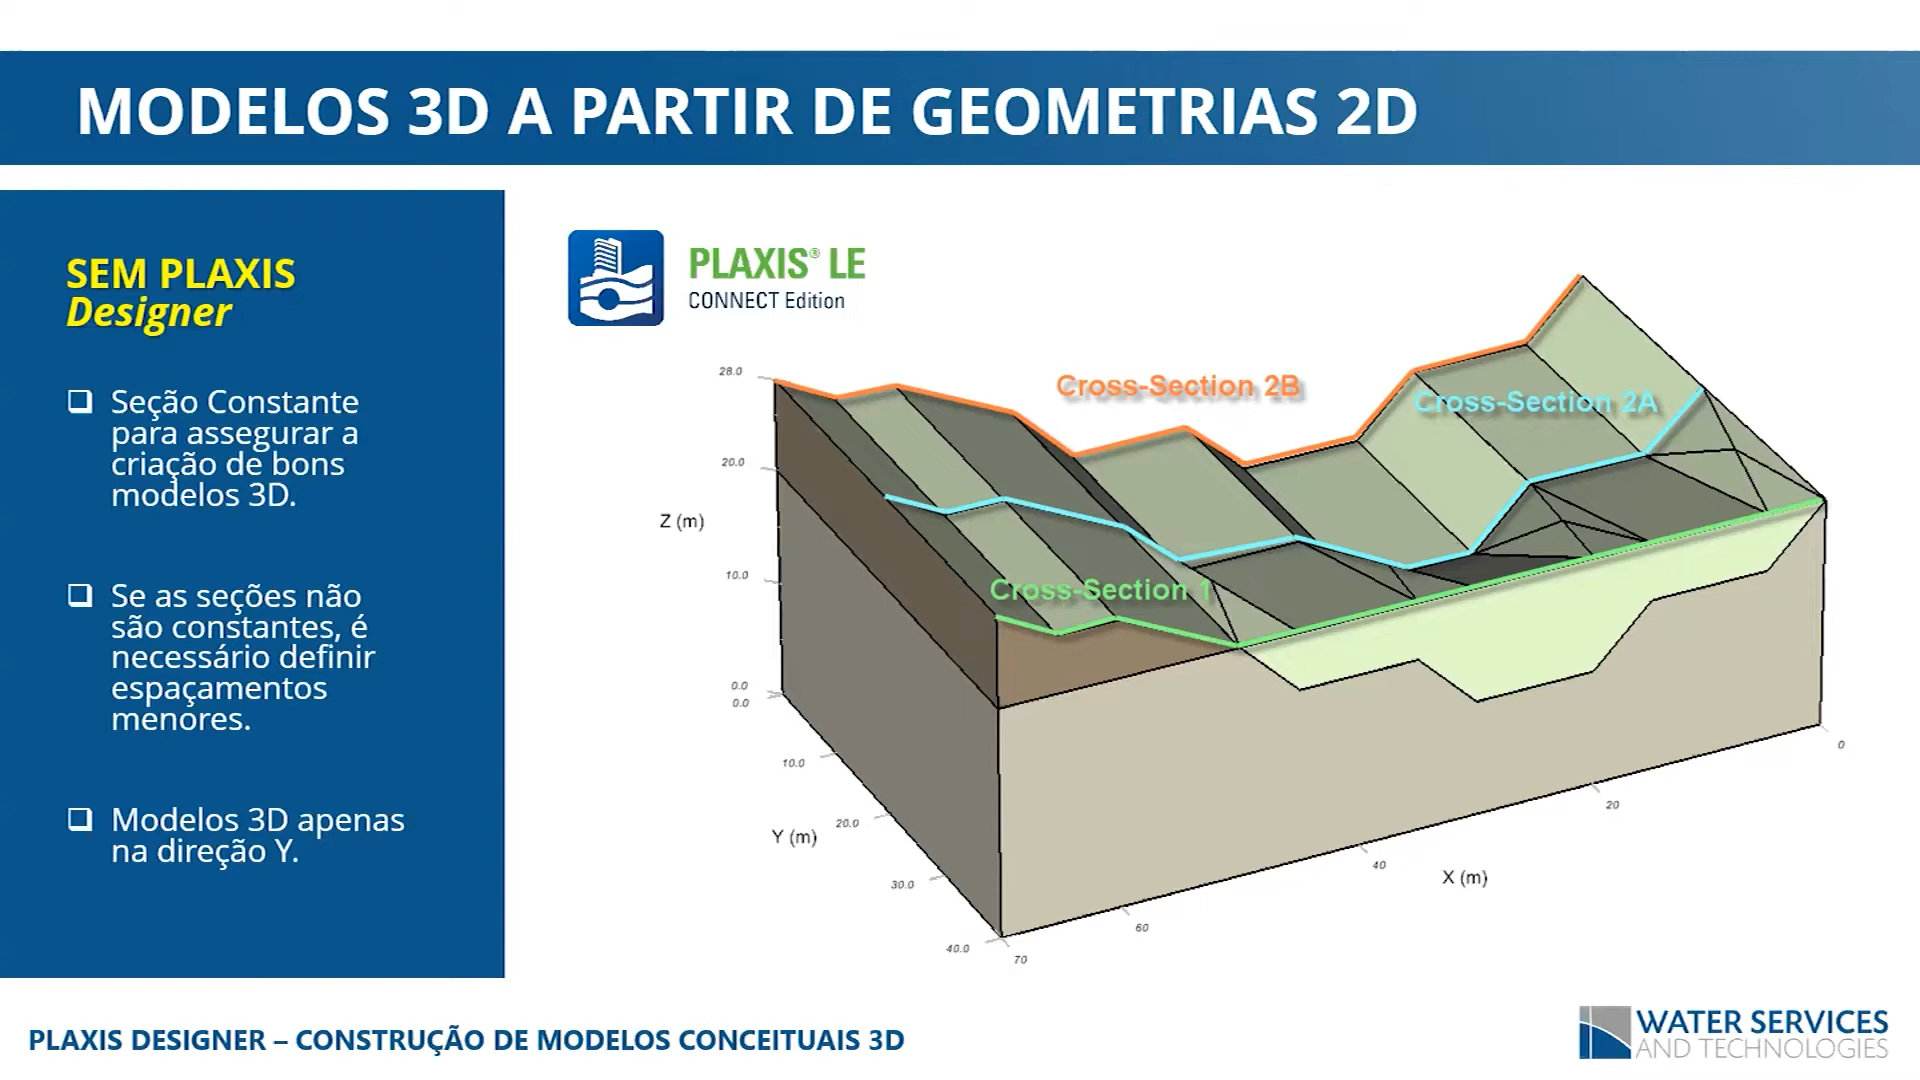 MODELOS 3D A PARTIR DE GEOMETRIAS 2D
SEM PLAXIS
Designer
Seção Constante
para assegurar a
criação de bons
modelos 3D.
Se as seções não
são constantes, é
necessário definir
espaçamentos
menores.
Modelos 3D apenas
na direção Y.
PLAXIS® LE
CONNECT Edition
Cross-Section 2B
Cross-Section 2A
Cross-Section 1
28.0
20.0
Z (m)
10.0
0.0
0.0
10.0
20.0
Y (m)
30.0
40.0
70
60
40
X (m)
20
0
PLAXIS DESIGNER – CONSTRUÇÃO DE MODELOS CONCEITUAIS 3D
WATER SERVICES
AND TECHNOLOGIES